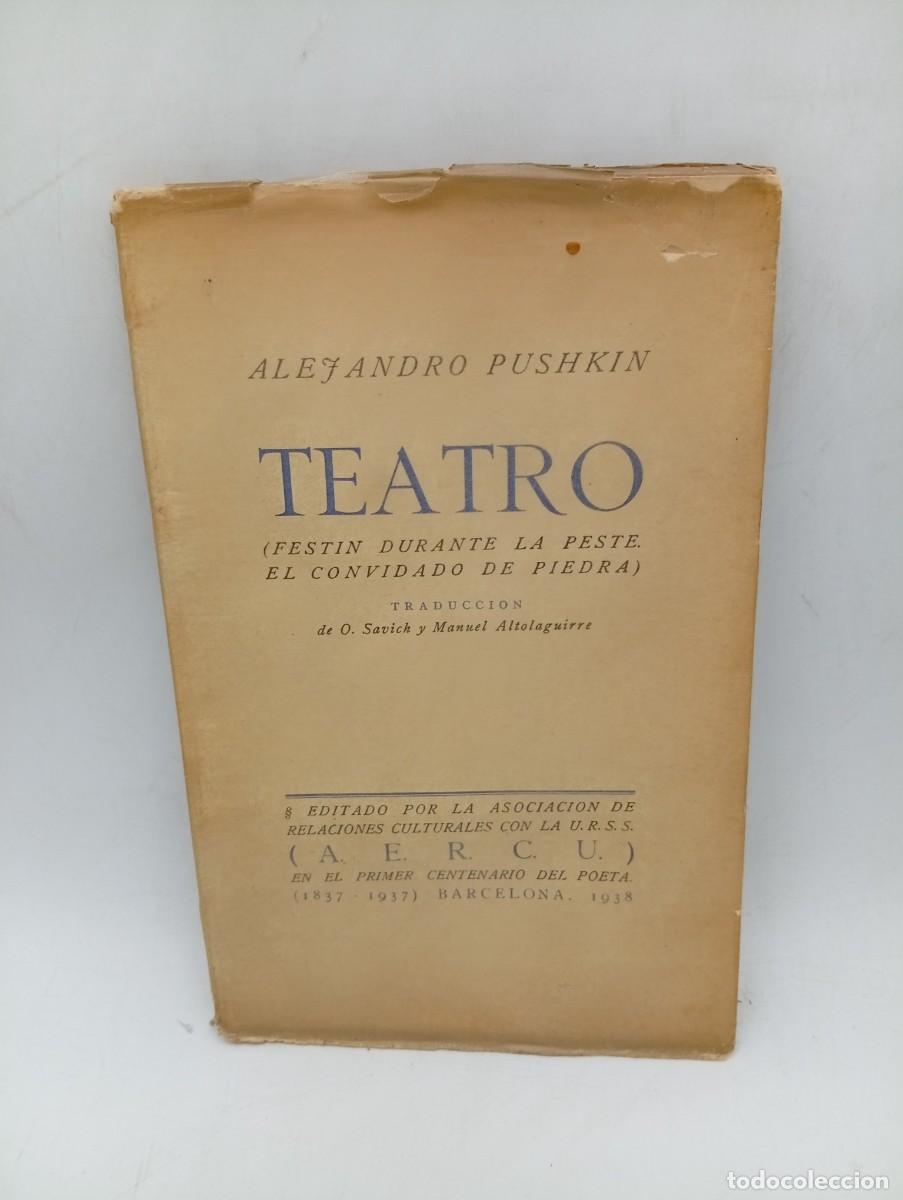 ALEJANDRO PUSHKIN
TEATRO
(FESTIN DURANTE LA PESTE.
EL CONVIDADO DE PIEDRA)
TRADUCCION
de O. Savich y Manuel Altolaguirre
§ EDITADO POR LA ASOCIACION DE
RELACIONES CULTURALES CON LA U.R.S.S.
(A. E. R. C. U.)
EN EL PRIMER CENTENARIO DEL POETA.
(1837 - 1937) BARCELONA. 1938
todocoleccion